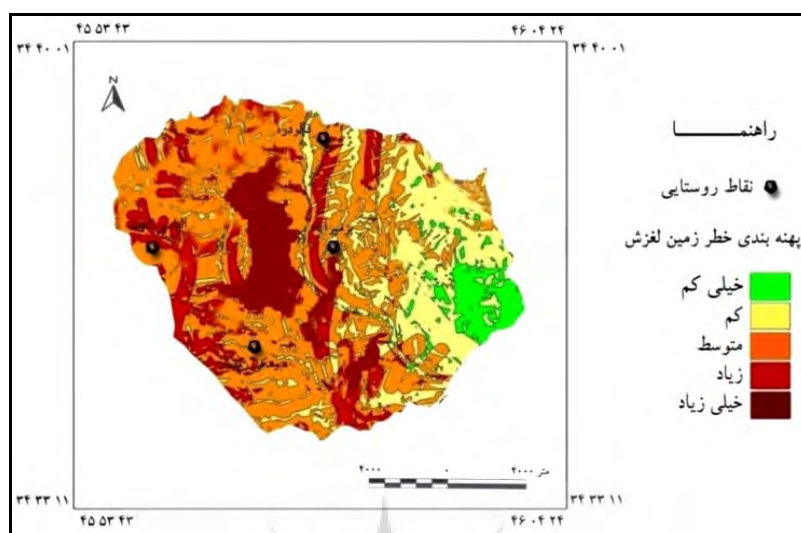 ۴۵ ۵۳ ۴۳
۴۶ ۰۴ ۲۴
۳۴ ۴۰ ۰۱
۳۴ ۴۰ ۰۱
N
راهنمــــــــا
نقاط روستایی
پهنه بندی خطر زمین لغزش
خیلی کم
کم
متوسط
زیاد
خیلی زیاد
۴۰۰۰ ۰ ۴۰۰۰ متر
۳۴ ۳۳ ۱۱
۳۴ ۳۳ ۱۱
۴۵ ۵۳ ۴۳
۴۶ ۰۴ ۲۴